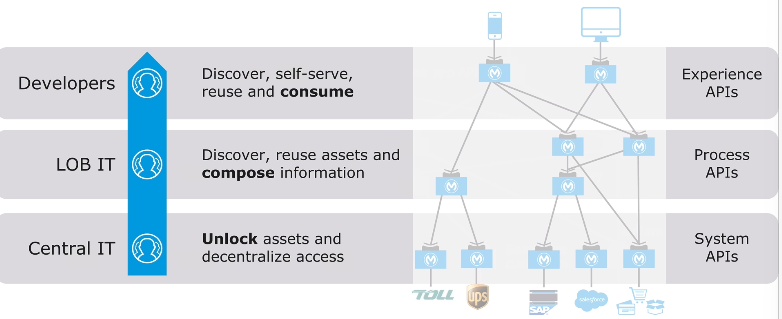 Developers
Discover, self-serve,
reuse and consume
Experience
APIs
LOB IT
Discover, reuse assets and
compose information
Process
APIs
Central IT
Unlock assets and
decentralize access
System
APIs
TOLL
ups
SAP
salesforce